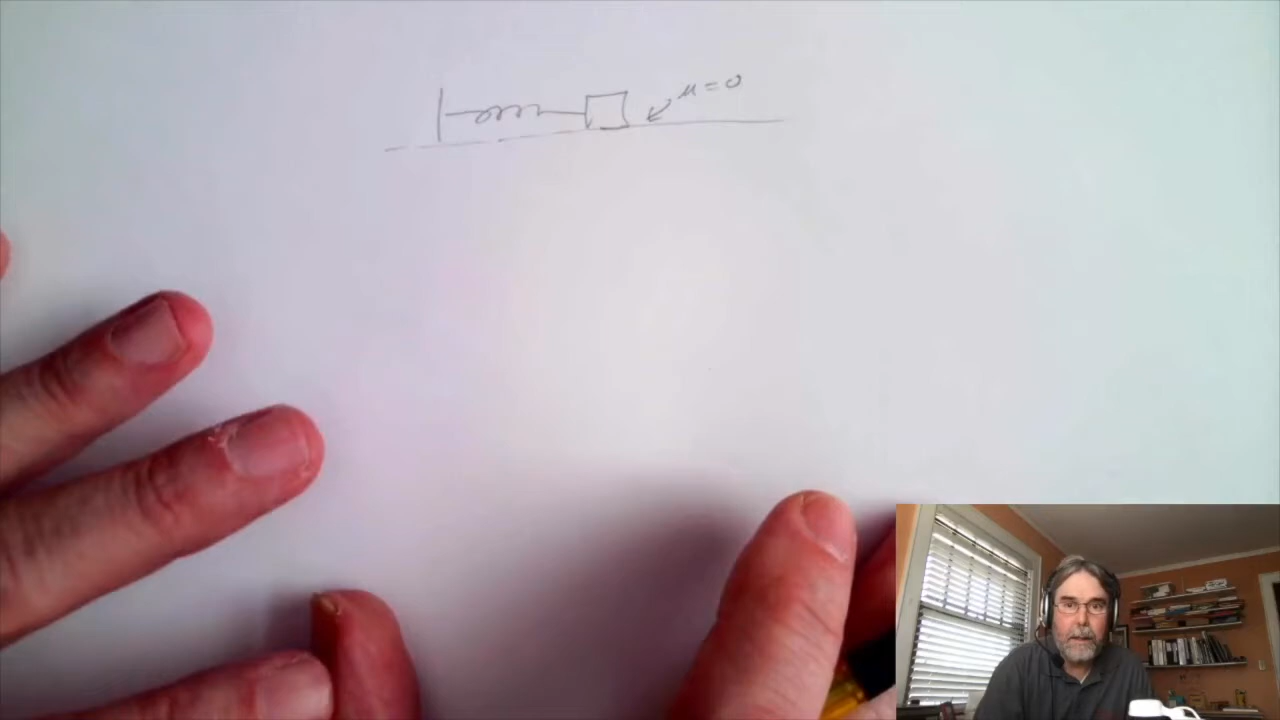 μ = 0